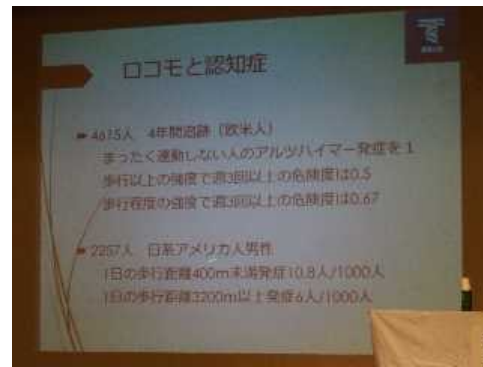 ロコモと認知症
4615人 4年間追跡（欧米人）
まったく運動しない人のアルツハイマー発症を1
歩行以上の強度で週3回以上の危険度は0.5
歩行程度の強度で週3回以上の危険度は0.67
2257人 日系アメリカ人男性
1日の歩行距離400m未満発症10.8人/1000人
1日の歩行距離3200m以上発症6人/1000人